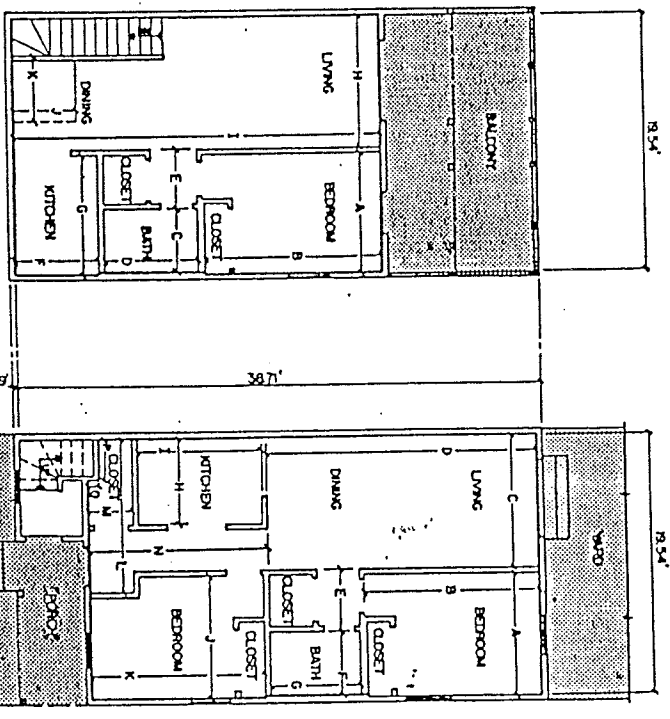 19.54'
BALCONY
LIVING
H
A
BEDROOM
B
I
K
J
DINING
M
CLOSET
E
CLOSET
C
BATH
D
KITCHEN
G
F
38.71'
19.54'
YARD
LIVING
C
D
DINING
A
BEDROOM
B
E
CLOSET
CLOSET
F
BATH
G
KITCHEN
I
H
N
CLOSET
M
L
BEDROOM
J
K
CLOSET